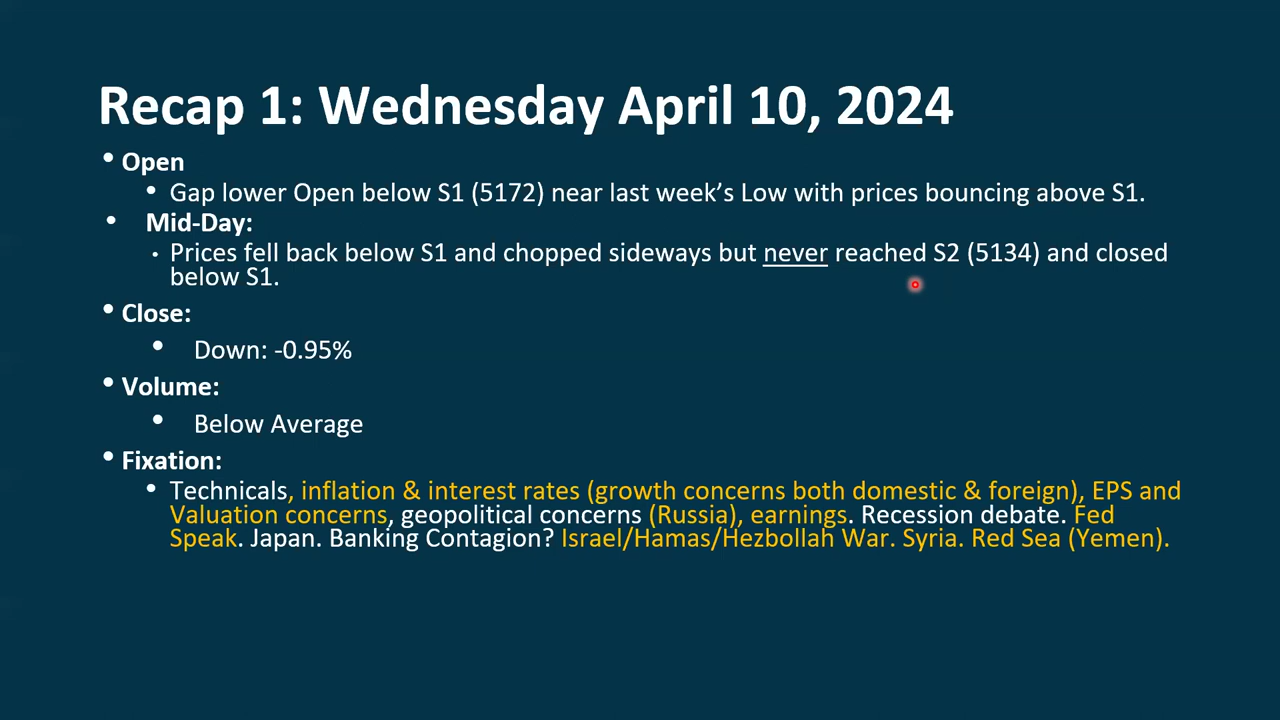 Recap 1: Wednesday April 10, 2024
• Open
• Gap lower Open below S1 (5172) near last week’s Low with prices bouncing above S1.
• Mid-Day:
• Prices fell back below S1 and chopped sideways but never reached S2 (5134) and closed
below S1.
• Close:
• Down: -0.95%
• Volume:
• Below Average
• Fixation:
• Technicals, inflation & interest rates (growth concerns both domestic & foreign), EPS and
Valuation concerns, geopolitical concerns (Russia), earnings. Recession debate. Fed
Speak. Japan. Banking Contagion? Israel/Hamas/Hezbollah War. Syria. Red Sea (Yemen).